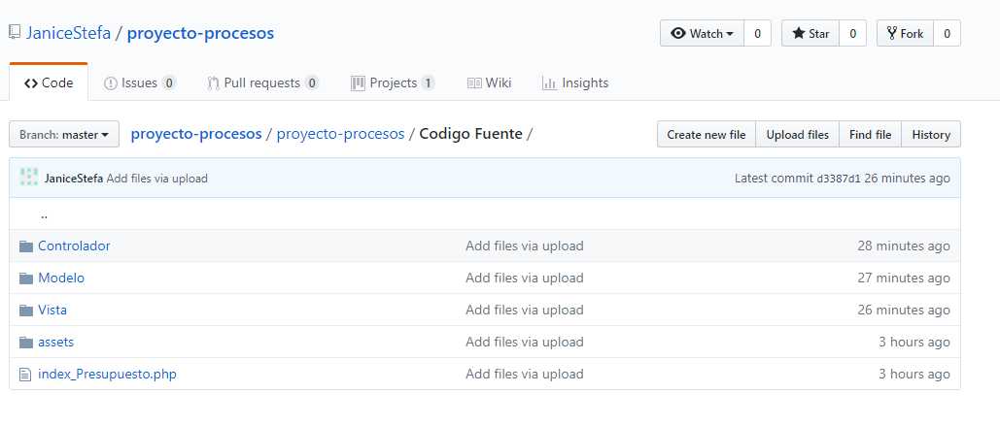 JaniceStefa / proyecto-procesos
Watch 0 Star 0 Fork 0
Code Issues 0 Pull requests 0 Projects 1 Wiki Insights
Branch: master proyecto-procesos / proyecto-procesos / Codigo Fuente / Create new file Upload files Find file History
JaniceStefa Add files via upload Latest commit d3387d1 26 minutes ago
..
Controlador Add files via upload 28 minutes ago
Modelo Add files via upload 27 minutes ago
Vista Add files via upload 26 minutes ago
assets Add files via upload 3 hours ago
index_Presupuesto.php Add files via upload 3 hours ago